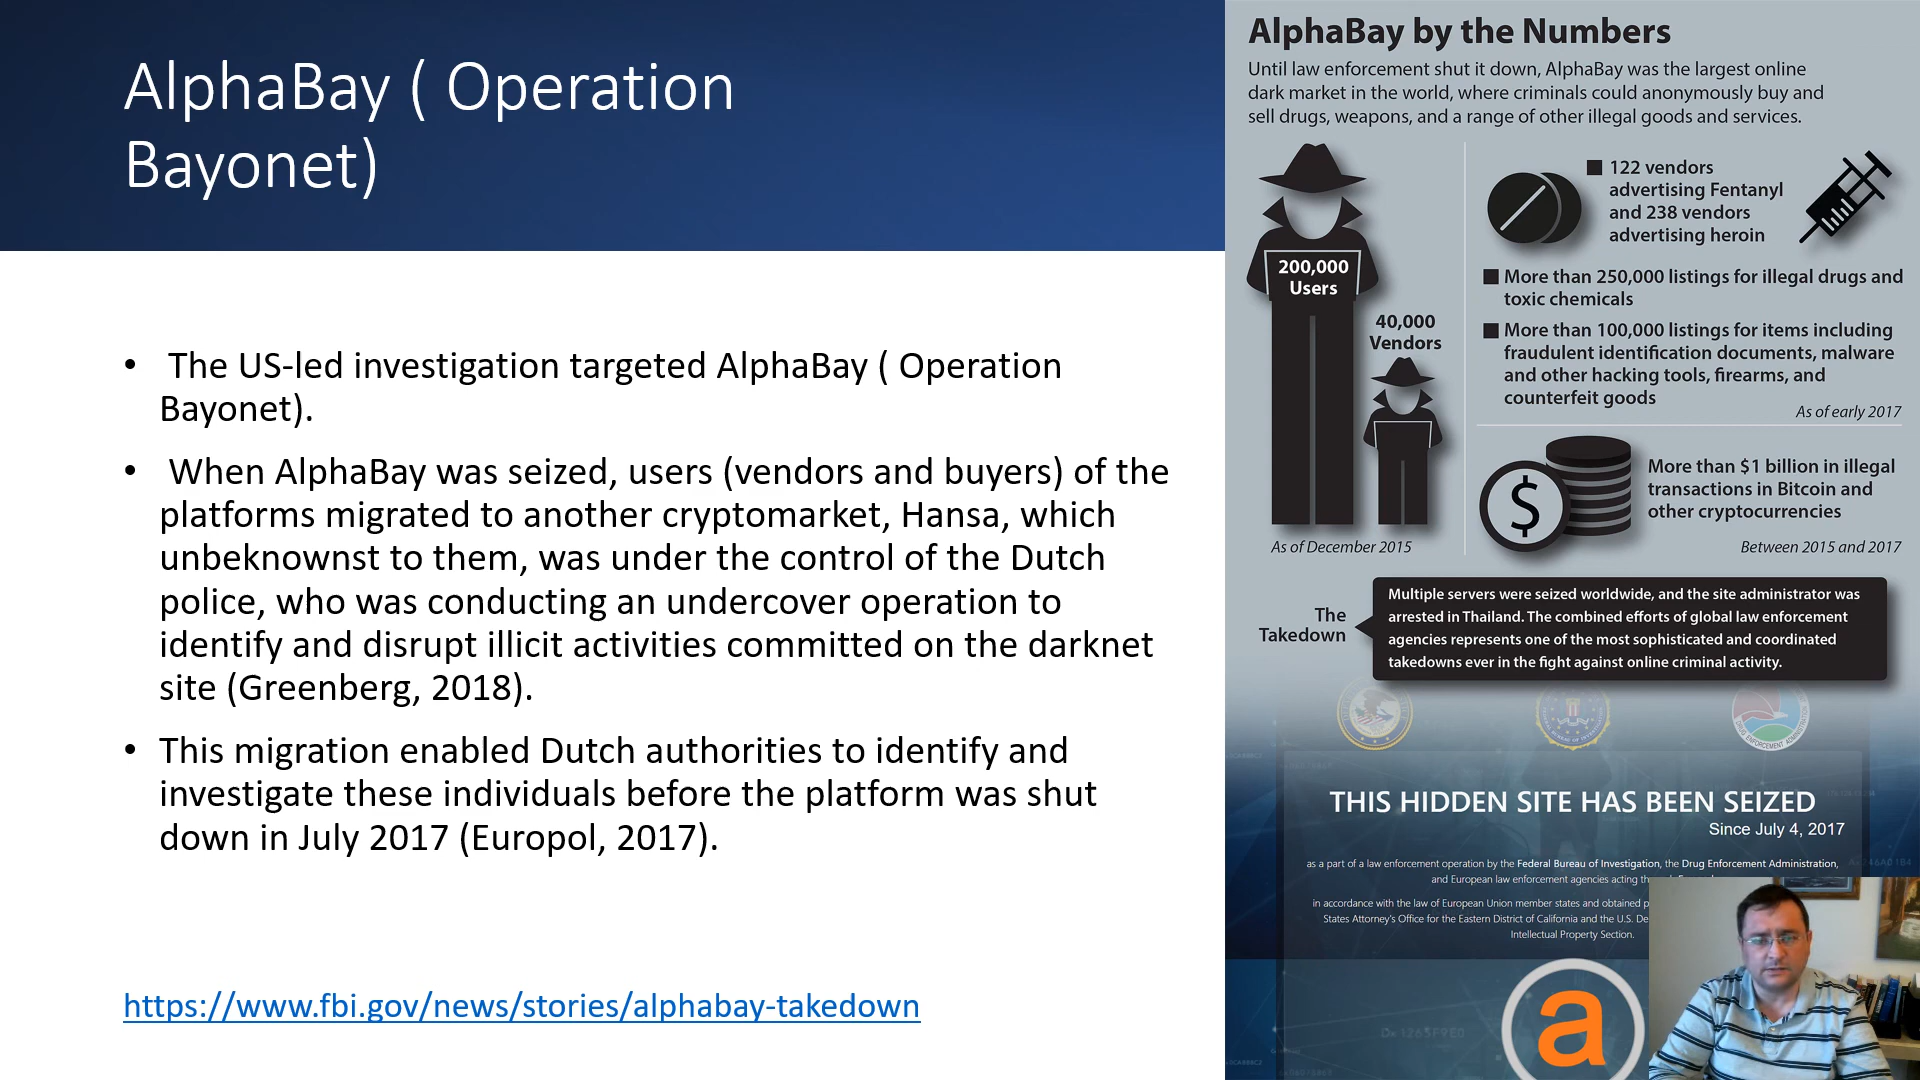 AlphaBay ( Operation
Bayonet)
• The US-led investigation targeted AlphaBay ( Operation
Bayonet).
• When AlphaBay was seized, users (vendors and buyers) of the
platforms migrated to another cryptomarket, Hansa, which
unbeknownst to them, was under the control of the Dutch
police, who was conducting an undercover operation to
identify and disrupt illicit activities committed on the darknet
site (Greenberg, 2018).
• This migration enabled Dutch authorities to identify and
investigate these individuals before the platform was shut
down in July 2017 (Europol, 2017).
https://www.fbi.gov/news/stories/alphabay-takedown
AlphaBay by the Numbers
Until law enforcement shut it down, AlphaBay was the largest online
dark market in the world, where criminals could anonymously buy and
sell drugs, weapons, and a range of other illegal goods and services.
200,000
Users
40,000
Vendors
As of December 2015
122 vendors
advertising Fentanyl
and 238 vendors
advertising heroin
More than 250,000 listings for illegal drugs and
toxic chemicals
More than 100,000 listings for items including
fraudulent identification documents, malware
and other hacking tools, firearms, and
counterfeit goods
As of early 2017
$
More than $1 billion in illegal
transactions in Bitcoin and
other cryptocurrencies
Between 2015 and 2017
The
Takedown
Multiple servers were seized worldwide, and the site administrator was
arrested in Thailand. The combined efforts of global law enforcement
agencies represents one of the most sophisticated and coordinated
takedowns ever in the fight against online criminal activity.
THIS HIDDEN SITE HAS BEEN SEIZED
Since July 4, 2017
as a part of a law enforcement operation by the Federal Bureau of Investigation, the Drug Enforcement Administration,
and European law enforcement agencies acting
in accordance with the law of European Union member states and obtained
States Attorney's Office for the Eastern District of California and the U.S.
Intellectual Property Section.
a